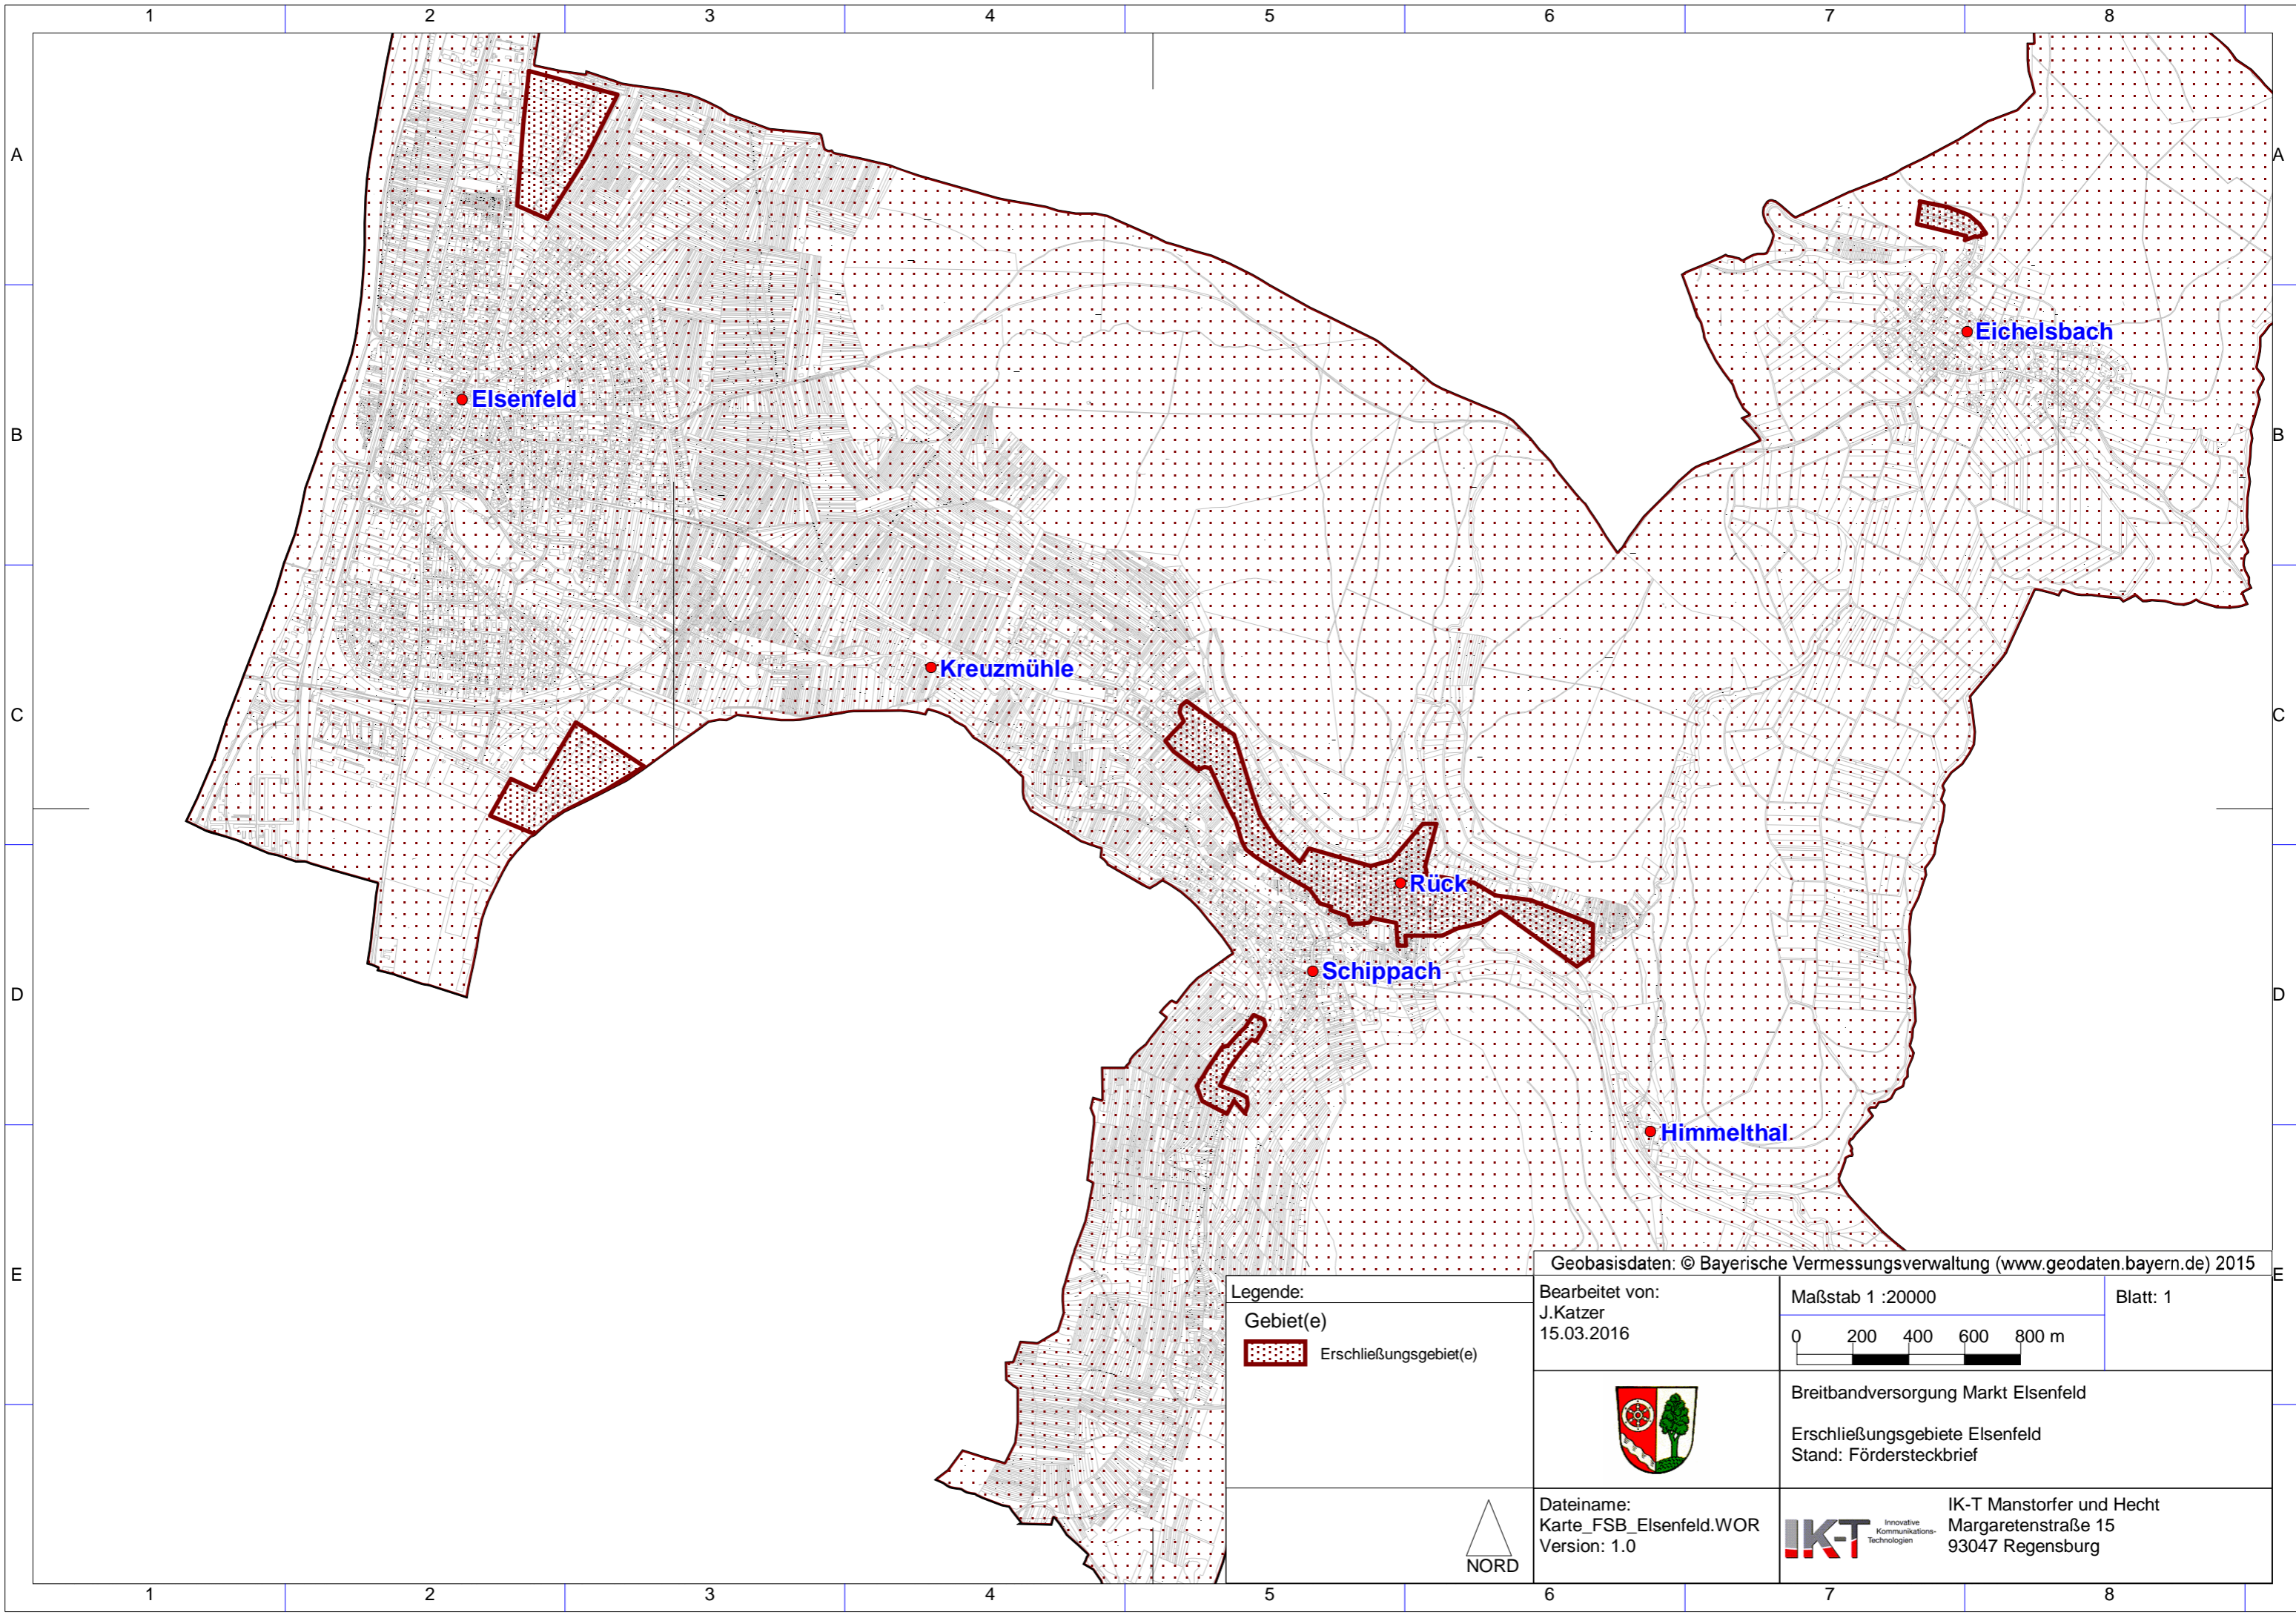 1 2 3 4 5 6 7 8
A A
Eichelsbach
Elsenfeld
B B
Kreuzmühle
C C
Rück
Schippach
D D
Himmelthal
E E
Geobasisdaten: © Bayerische Vermessungsverwaltung (www.geodaten.bayern.de) 2015
Legende:
Gebiet(e)
Erschließungsgebiet(e)
NORD
Bearbeitet von:
J.Katzer
15.03.2016
Maßstab 1 :20000
0 200 400 600 800 m
Blatt: 1
Breitbandversorgung Markt Elsenfeld
Erschließungsgebiete Elsenfeld
Stand: Fördersteckbrief
Dateiname:
Karte_FSB_Elsenfeld.WOR
Version: 1.0
IK-T
Innovative
Kommunikations-
Technologien
IK-T Manstorfer und Hecht
Margaretenstraße 15
93047 Regensburg
1 2 3 4 5 6 7 8